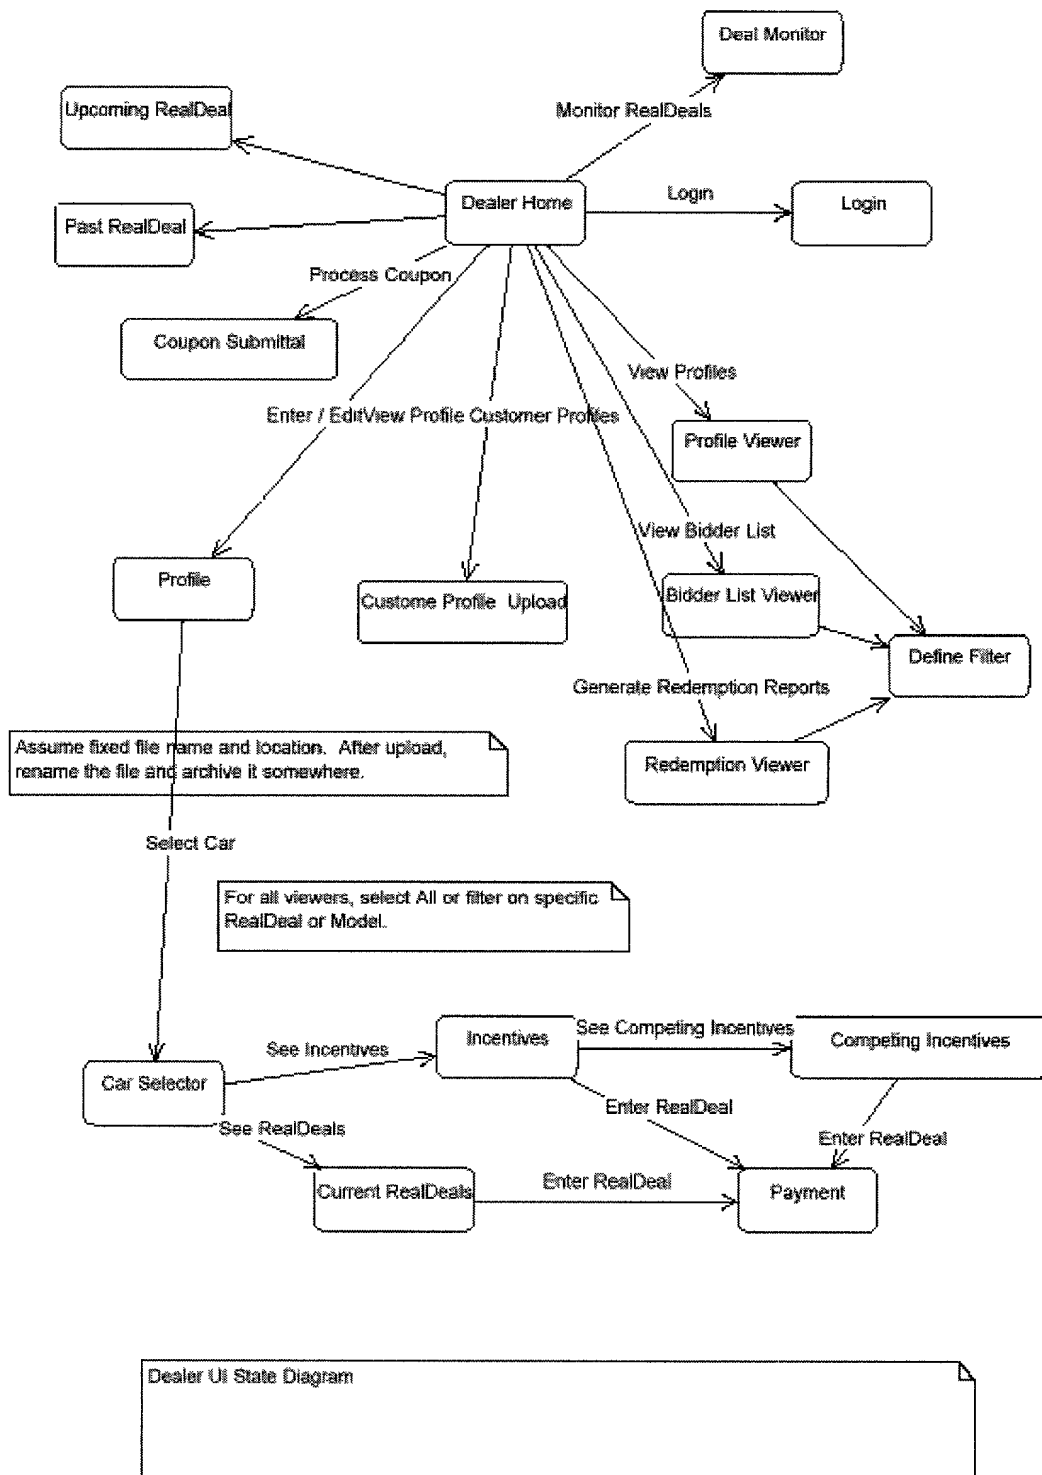 Deal Monitor
Upcoming RealDeal
Monitor RealDeals
Dealer Home
Login
Login
Past RealDeal
Process Coupon
Coupon Submittal
View Profiles
Enter / EditView Profile Customer Profiles
Profile Viewer
View Bidder List
Profile
Custome Profile Upload
Bidder List Viewer
Define Filter
Generate Redemption Reports
Assume fixed file name and location. After upload,
rename the file and archive it somewhere.
Redemption Viewer
Select Car
For all viewers, select All or filter on specific
RealDeal or Model.
See Incentives
Incentives
See Competing Incentives
Competing Incentives
Car Selector
Enter RealDeal
See RealDeals
Enter RealDeal
Current RealDeals
Enter RealDeal
Payment
Dealer UI State Diagram